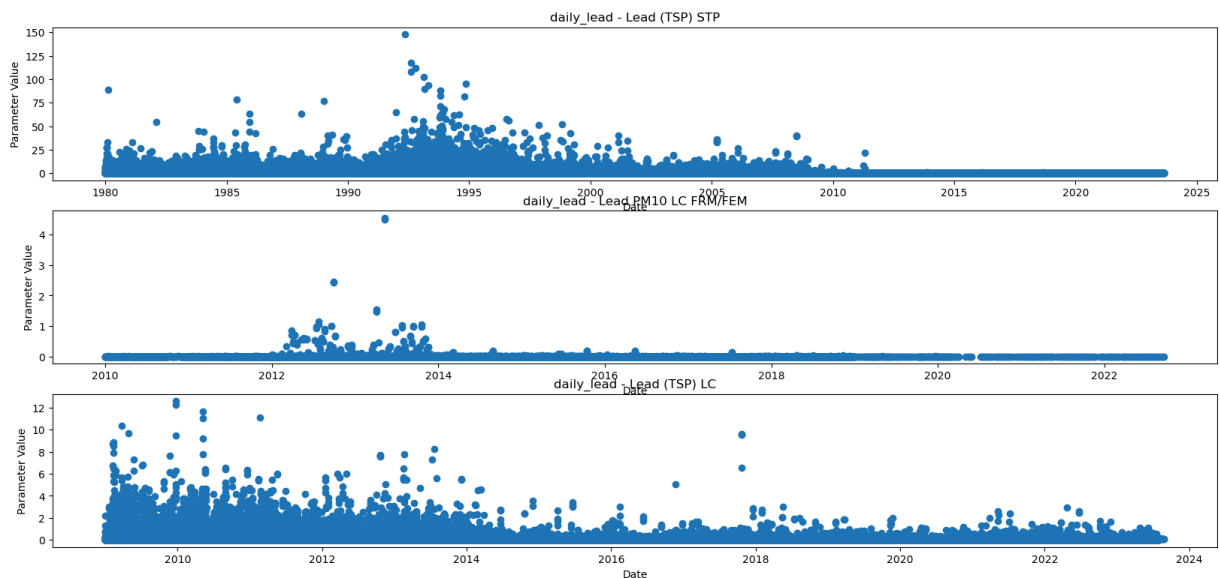 daily_lead - Lead (TSP) STP
150
125
100
75
50
25
0
Parameter Value
1980 1985 1990 1995 2000 2005 2010 2015 2020 2025
Date
daily_lead - Lead PM10 LC FRM/FEM
4
3
2
1
0
Parameter Value
2010 2012 2014 2016 2018 2020 2022
Date
daily_lead - Lead (TSP) LC
12
10
8
6
4
2
0
Parameter Value
2010 2012 2014 2016 2018 2020 2022 2024
Date